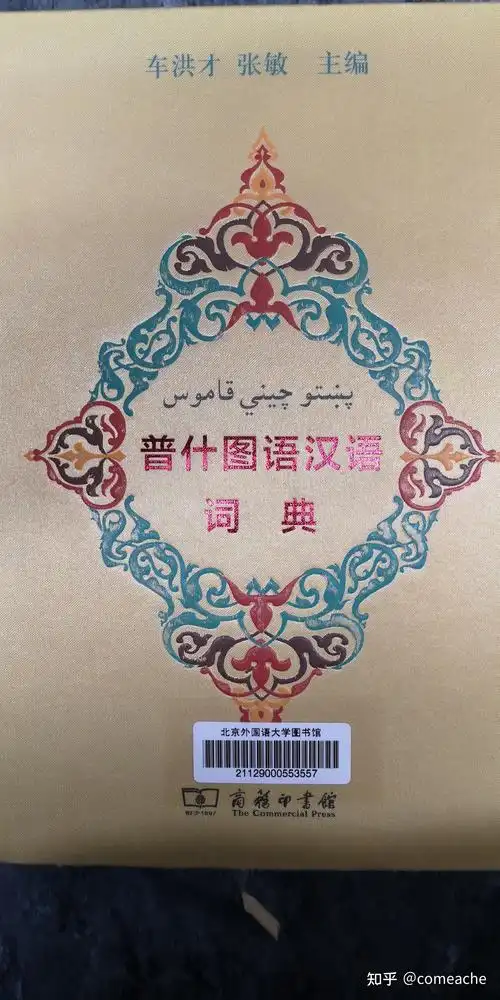 车洪才 张敏 主编
پښتو چيني قاموس
普什图语汉语
词典
北京外国语大学图书馆
21129000553557
商務印書館
The Commercial Press
知乎 @comeache